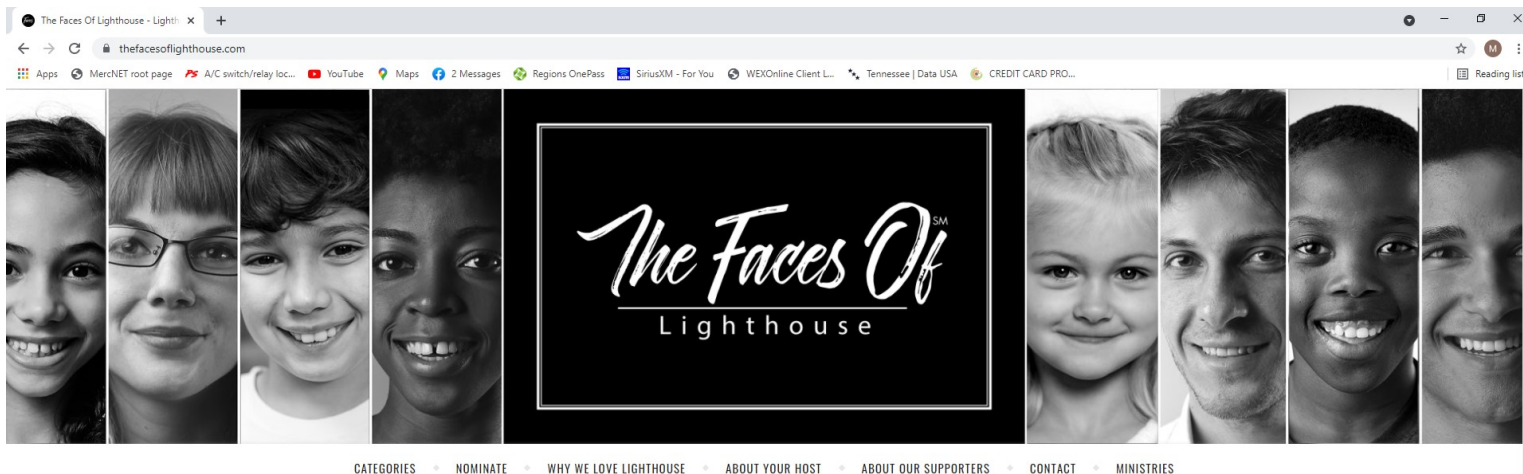 The Faces Of Lighthouse - Lighth
thefacesoflighthouse.com
M
Apps MercNET root page A/C switch/relay loc... YouTube Maps 2 Messages Regions OnePass SiriusXM - For You WEXOnline Client L... Tennessee | Data USA CREDIT CARD PRO... Reading list
The Faces Of SM
Lighthouse
CATEGORIES NOMINATE WHY WE LOVE LIGHTHOUSE ABOUT YOUR HOST ABOUT OUR SUPPORTERS CONTACT MINISTRIES